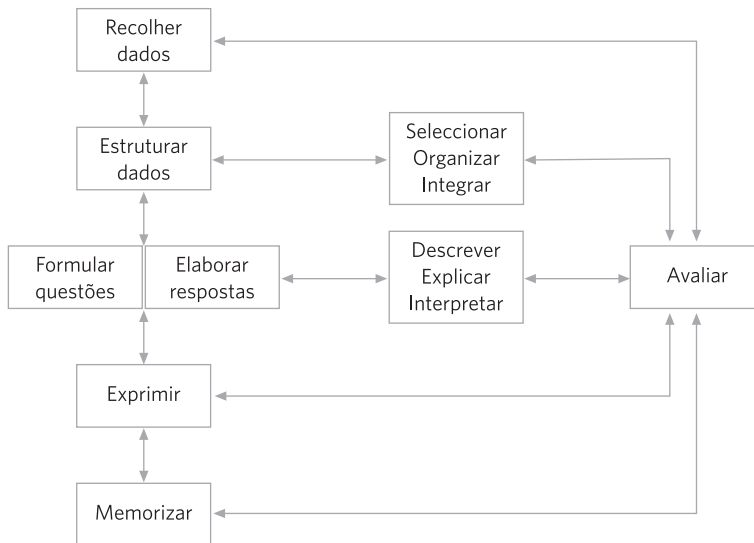 Recolher
dados
Estruturar
dados
Seleccionar
Organizar
Integrar
Formular
questões
Elaborar
respostas
Descrever
Explicar
Interpretar
Avaliar
Exprimir
Memorizar